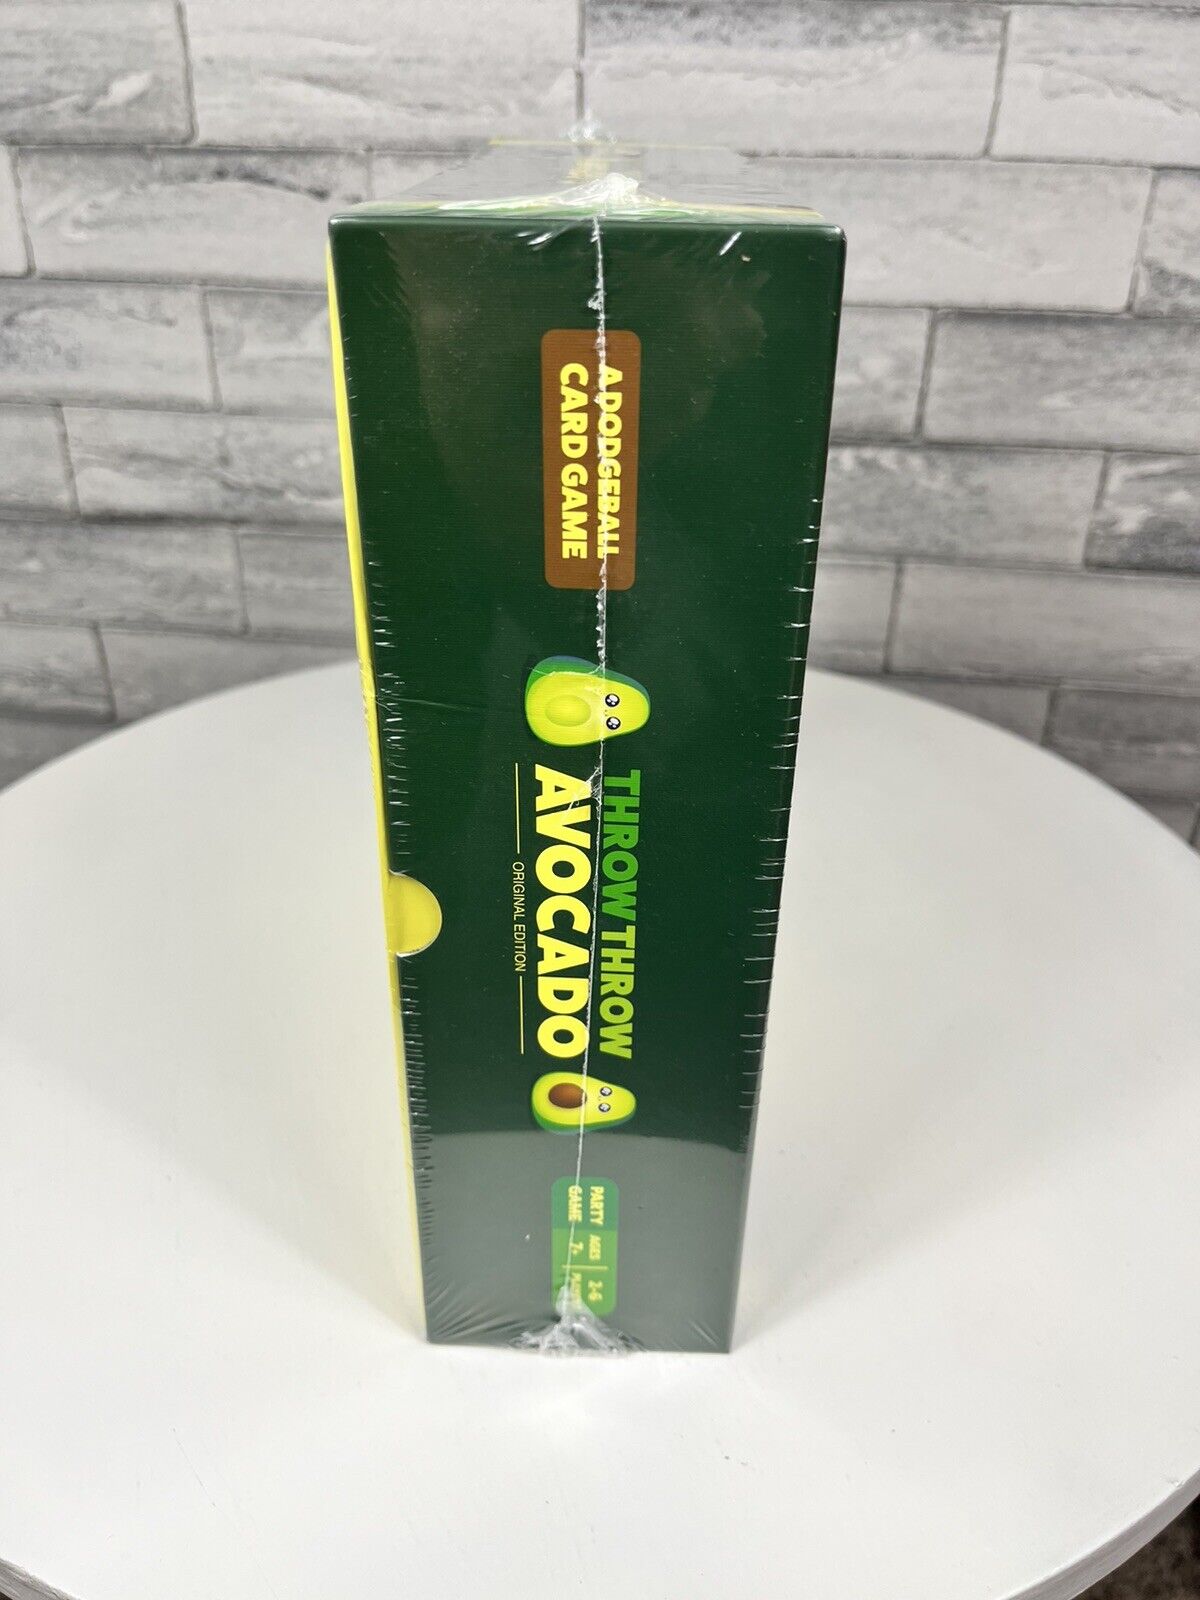 A DODGEBALL
CARD GAME
THROW THROW
AVOCADO
ORIGINAL EDITION
PARTY
GAME
AGES
7+
2-6